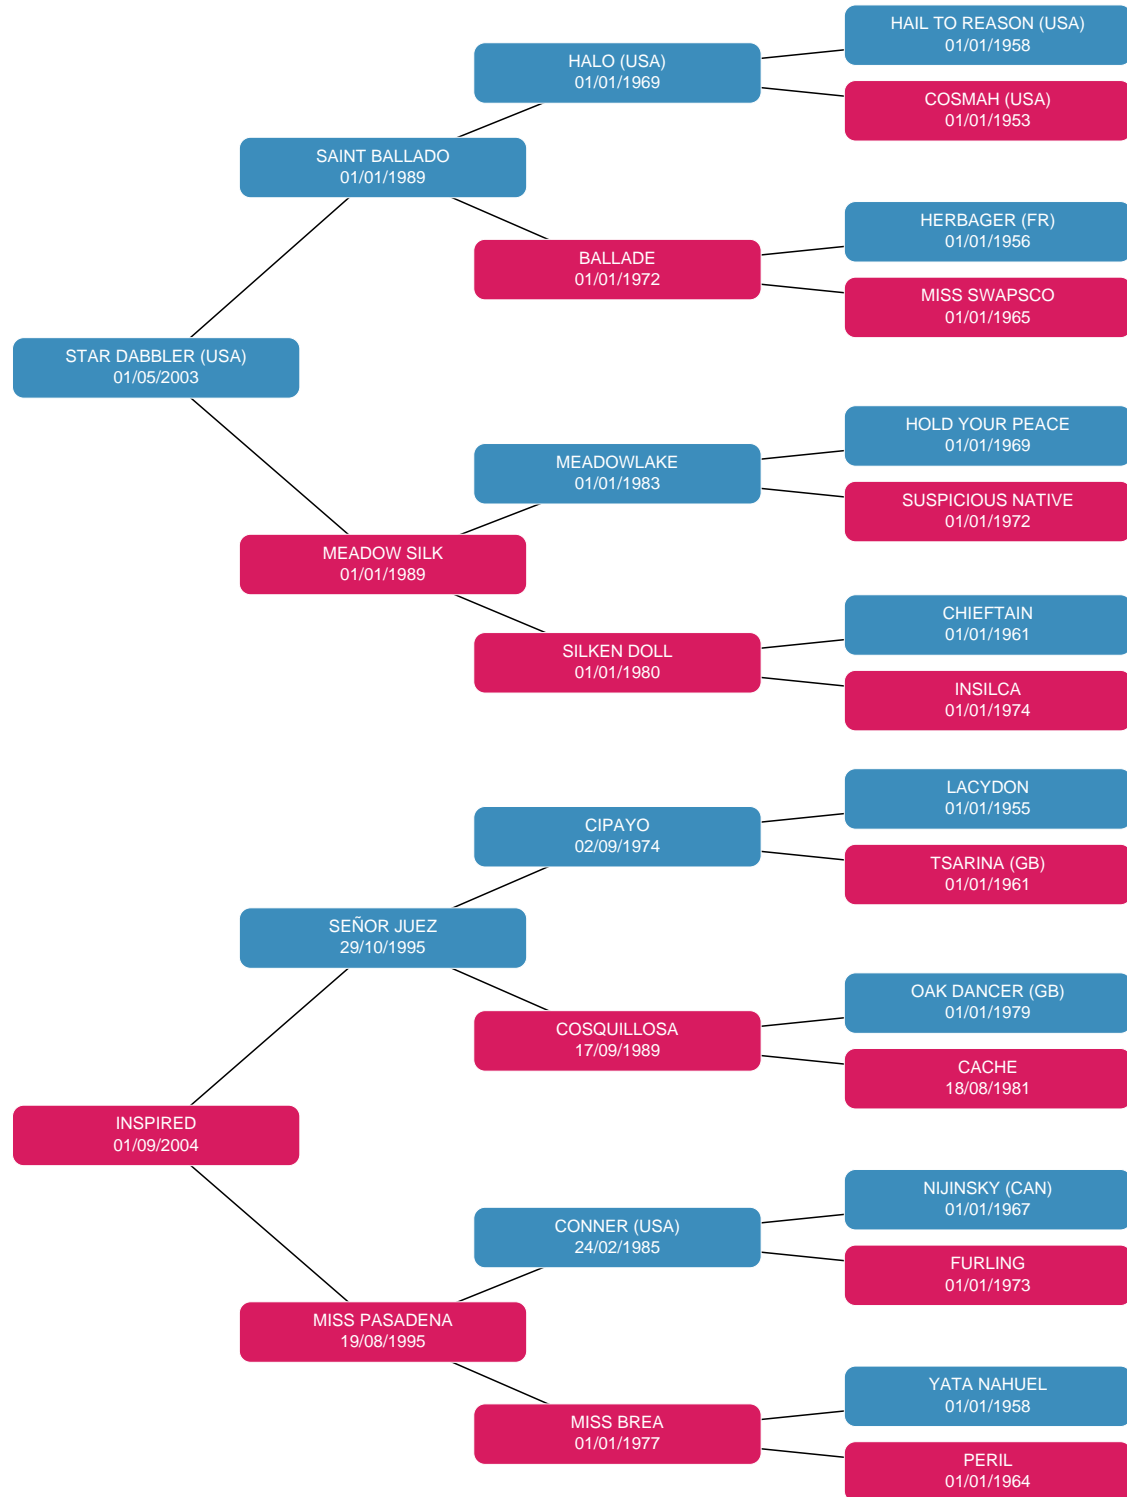 HAIL TO REASON (USA)
01/01/1958
HALO (USA)
01/01/1969
COSMAH (USA)
01/01/1953
SAINT BALLADO
01/01/1989
HERBAGER (FR)
01/01/1956
BALLADE
01/01/1972
MISS SWAPSCO
01/01/1965
STAR DABBLER (USA)
01/05/2003
HOLD YOUR PEACE
01/01/1969
MEADOWLAKE
01/01/1983
SUSPICIOUS NATIVE
01/01/1972
MEADOW SILK
01/01/1989
CHIEFTAIN
01/01/1961
SILKEN DOLL
01/01/1980
INSILCA
01/01/1974
LACYDON
01/01/1955
CIPAYO
02/09/1974
TSARINA (GB)
01/01/1961
SEÑOR JUEZ
29/10/1995
OAK DANCER (GB)
01/01/1979
COSQUILLOSA
17/09/1989
CACHE
18/08/1981
INSPIRED
01/09/2004
NIJINSKY (CAN)
01/01/1967
CONNER (USA)
24/02/1985
FURLING
01/01/1973
MISS PASADENA
19/08/1995
YATA NAHUEL
01/01/1958
MISS BREA
01/01/1977
PERIL
01/01/1964